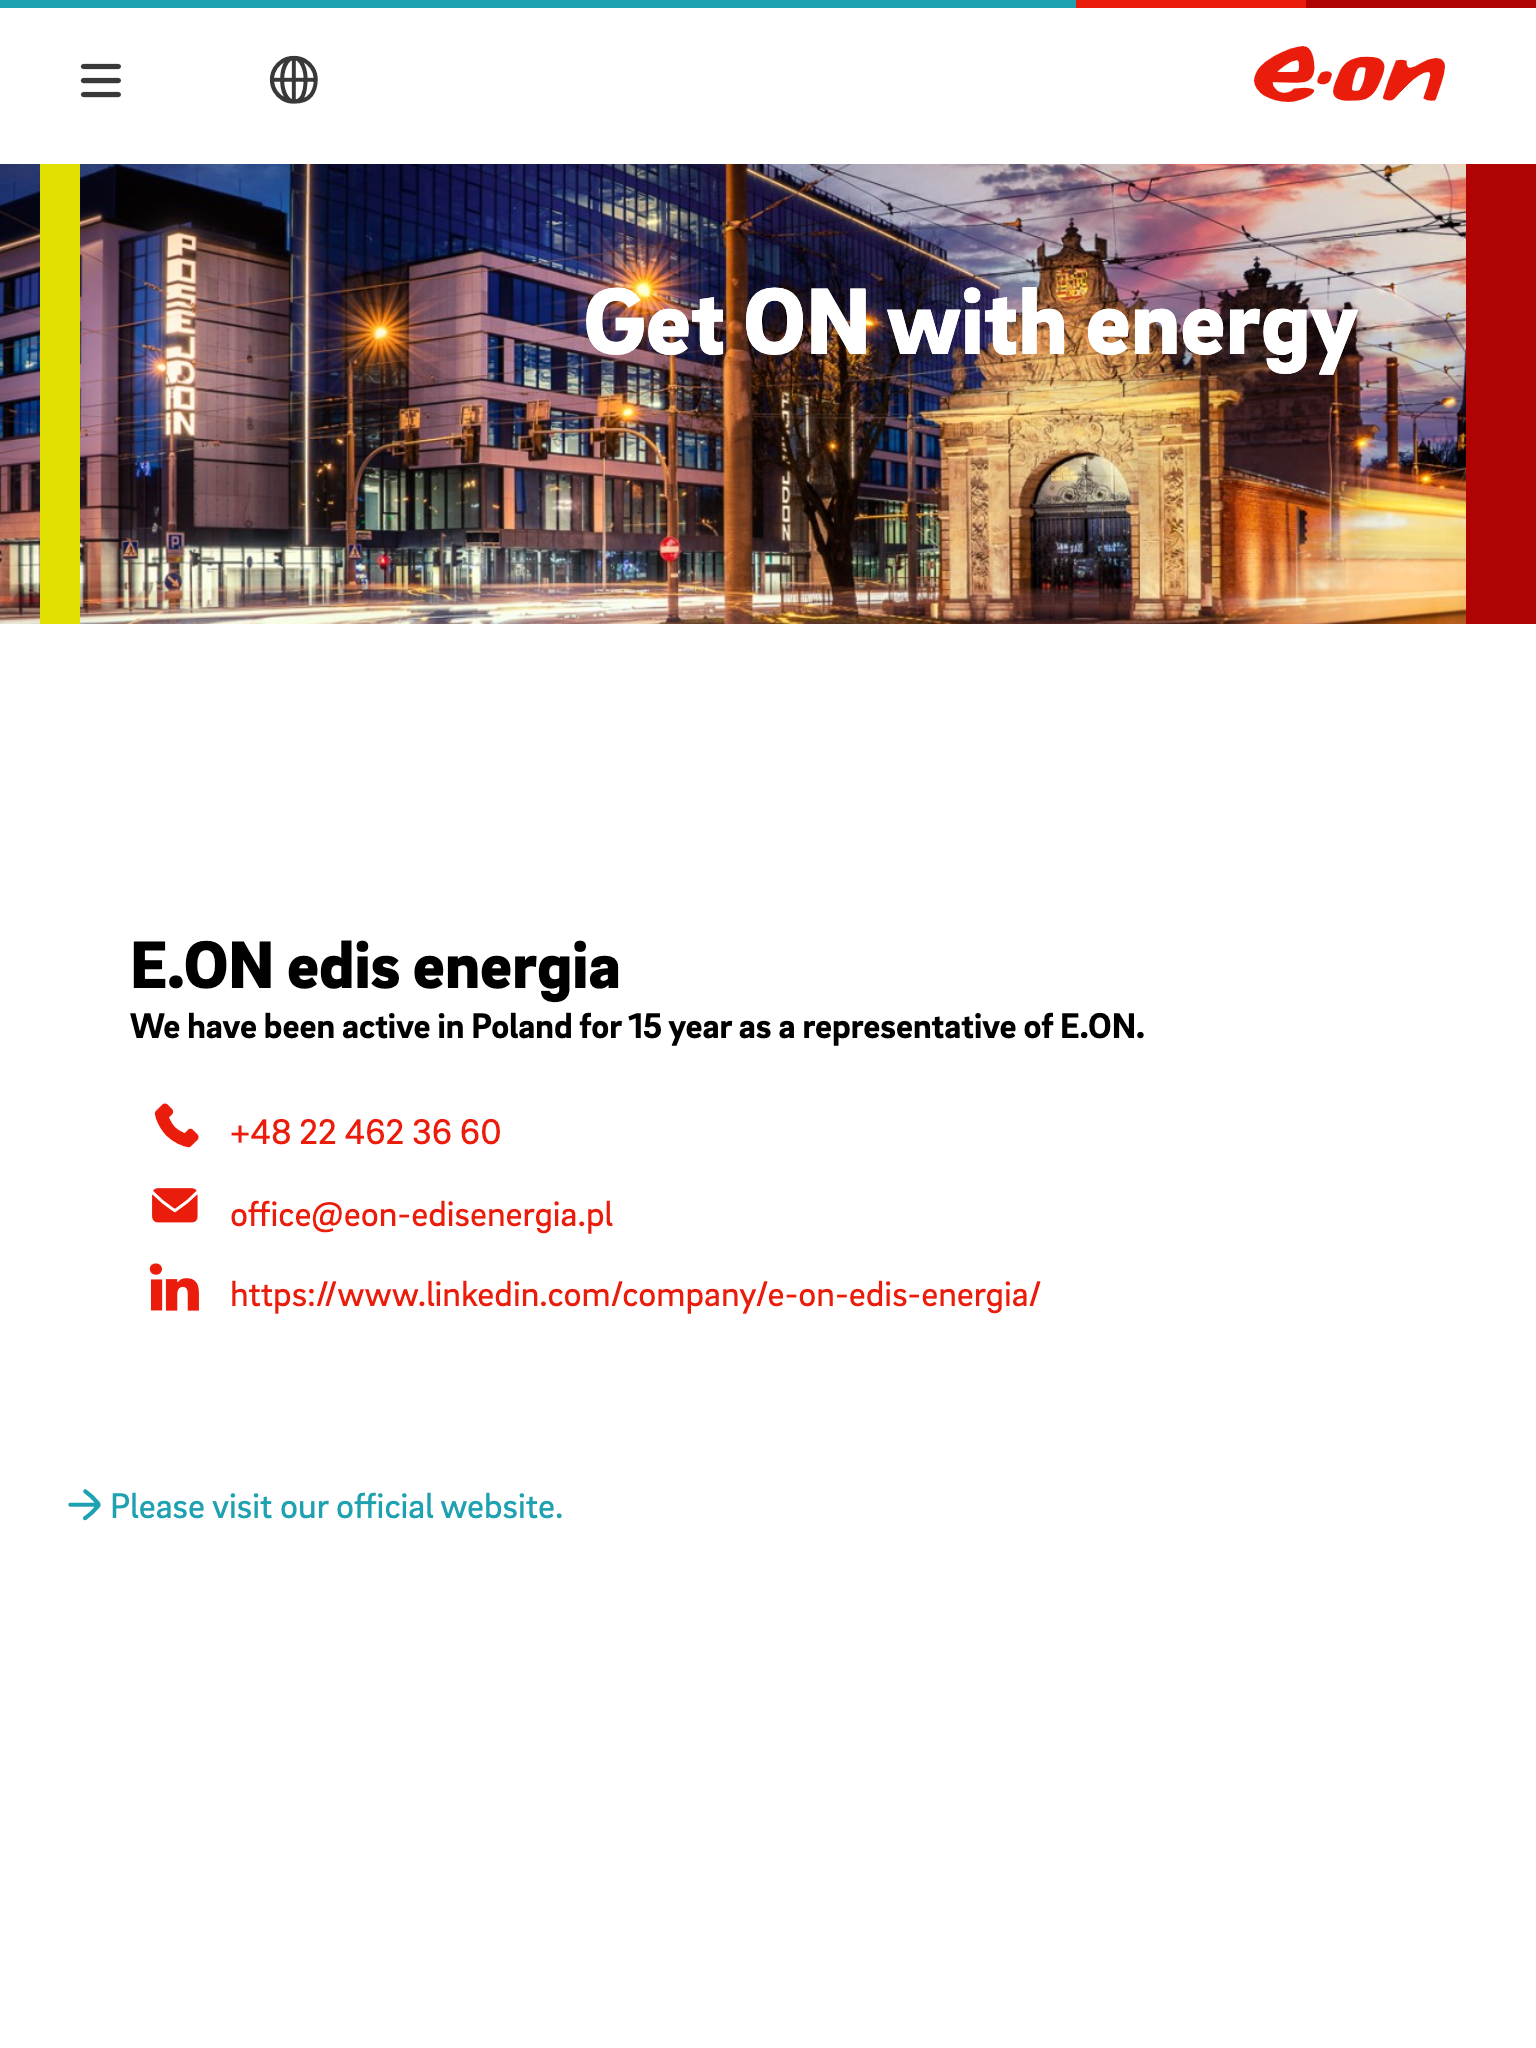 e·on
POSEJDON
Get ON with energy
P
E.ON edis energia
We have been active in Poland for 15 year as a representative of E.ON.
+48 22 462 36 60
office@eon-edisenergia.pl
in
https://www.linkedin.com/company/e-on-edis-energia/
Please visit our official website.